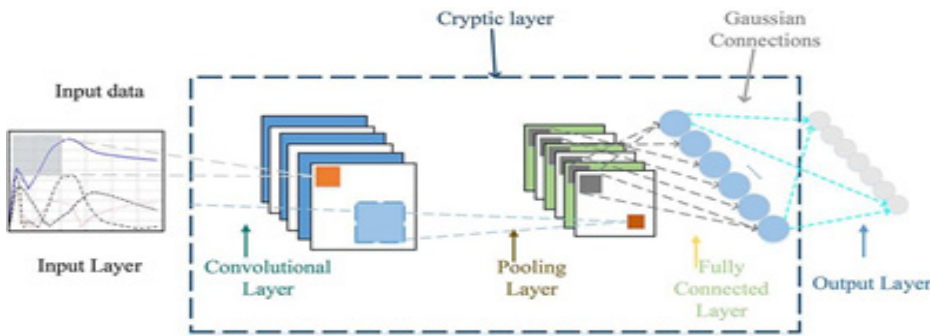 Cryptic layer
Gaussian
Connections
Input data
Input Layer
Convolutional
Layer
Pooling
Layer
Fully
Connected
Layer
Output Layer